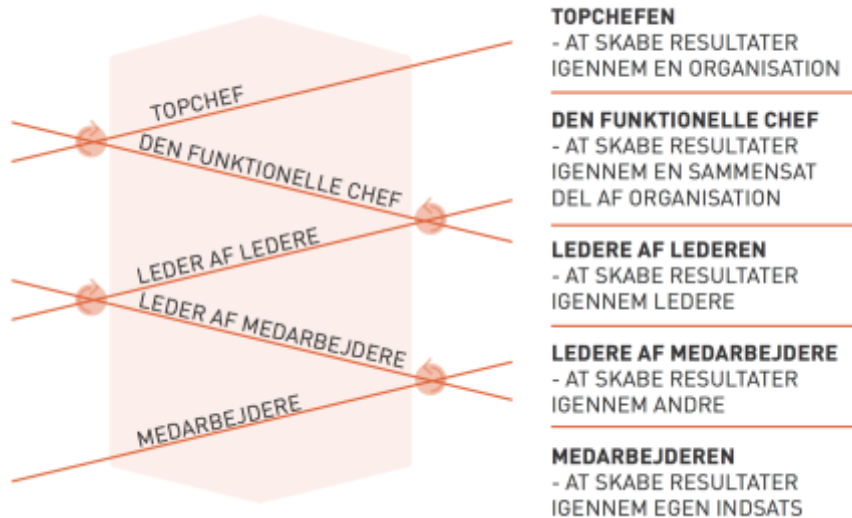 TOPCHEF
DEN FUNKTIONELLE CHEF
LEDER AF LEDERE
LEDER AF MEDARBEJDERE
MEDARBEJDERE
TOPCHEFEN
- AT SKABE RESULTATER
IGENNEM EN ORGANISATION
DEN FUNKTIONELLE CHEF
- AT SKABE RESULTATER
IGENNEM EN SAMMENSAT
DEL AF ORGANISATION
LEDERE AF LEDEREN
- AT SKABE RESULTATER
IGENNEM LEDERE
LEDERE AF MEDARBEJDERE
- AT SKABE RESULTATER
IGENNEM ANDRE
MEDARBEJDEREN
- AT SKABE RESULTATER
IGENNEM EGEN INDSATS